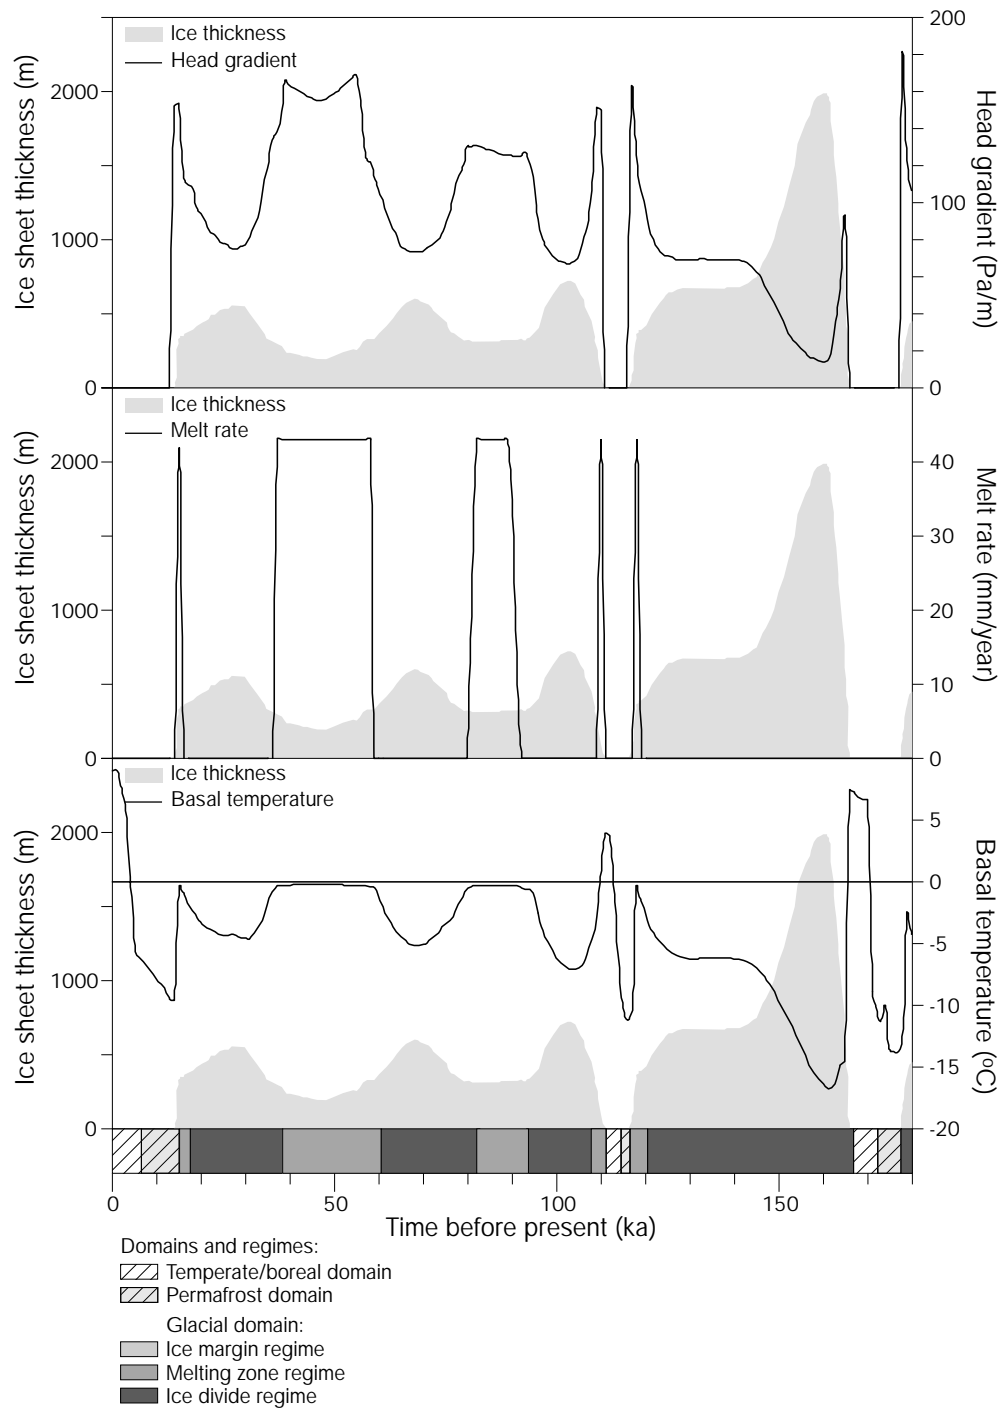 200
Ice thickness
Head gradient
2000
1000
0
100
0
Ice sheet thickness (m)
Head gradient (Pa/m)
Ice thickness
Melt rate
2000
1000
0
40
30
20
10
0
Ice sheet thickness (m)
Melt rate (mm/year)
Ice thickness
Basal temperature
2000
1000
0
5
0
-5
-10
-15
-20
Ice sheet thickness (m)
Basal temperature (ºC)
0
50
100
150
Time before present (ka)
Domains and regimes:
Temperate/boreal domain
Permafrost domain
Glacial domain:
Ice margin regime
Melting zone regime
Ice divide regime